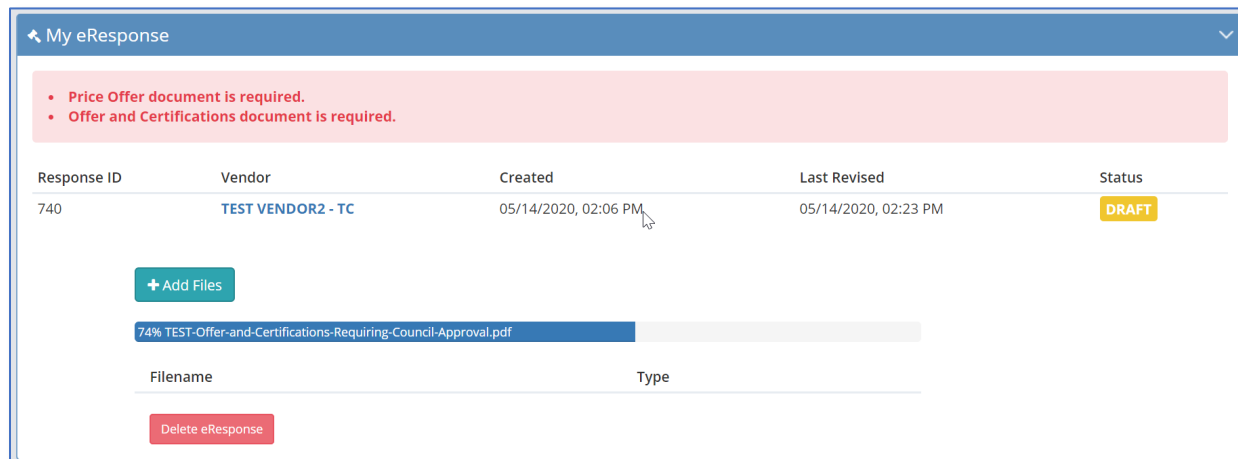 My eResponse
Price Offer document is required.
Offer and Certifications document is required.
Response ID Vendor Created Last Revised Status
740 TEST VENDOR2 - TC 05/14/2020, 02:06 PM 05/14/2020, 02:23 PM DRAFT
+ Add Files
74% TEST-Offer-and-Certifications-Requiring-Council-Approval.pdf
Filename Type
Delete eResponse